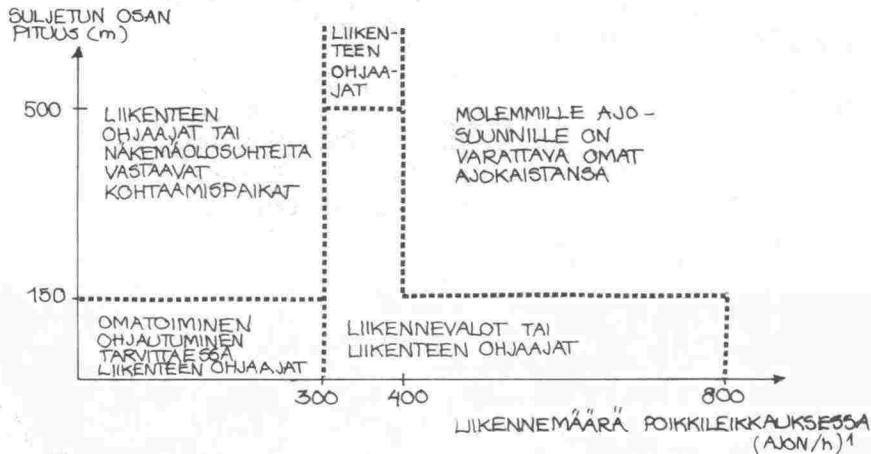 SULJETUN OSAN
PITUUS (m)
LIIKEN-
TEEN
OHJAA-
JAT
500
LIIKENTEEN
OHJAAJAT TAI
NÄKEMÄOLOSUHTEITA
VASTAAVAT
KOHTAAMISPAIKAT
MOLEMMILLE AJO-
SUUNNILLE ON
VARATTAVA OMAT
AJOKAISTANSA
150
OMATOIMINEN
OHJAUTUMINEN
TARVITTAESSA
LIIKENTEEN OHJAAJAT
LIIKENNEVALOT TAI
LIIKENTEEN OHJAAJAT
300
400
800
LIIKENNEMÄÄRÄ POIKKILEIKKAUKSESSA
(AJON/h)1